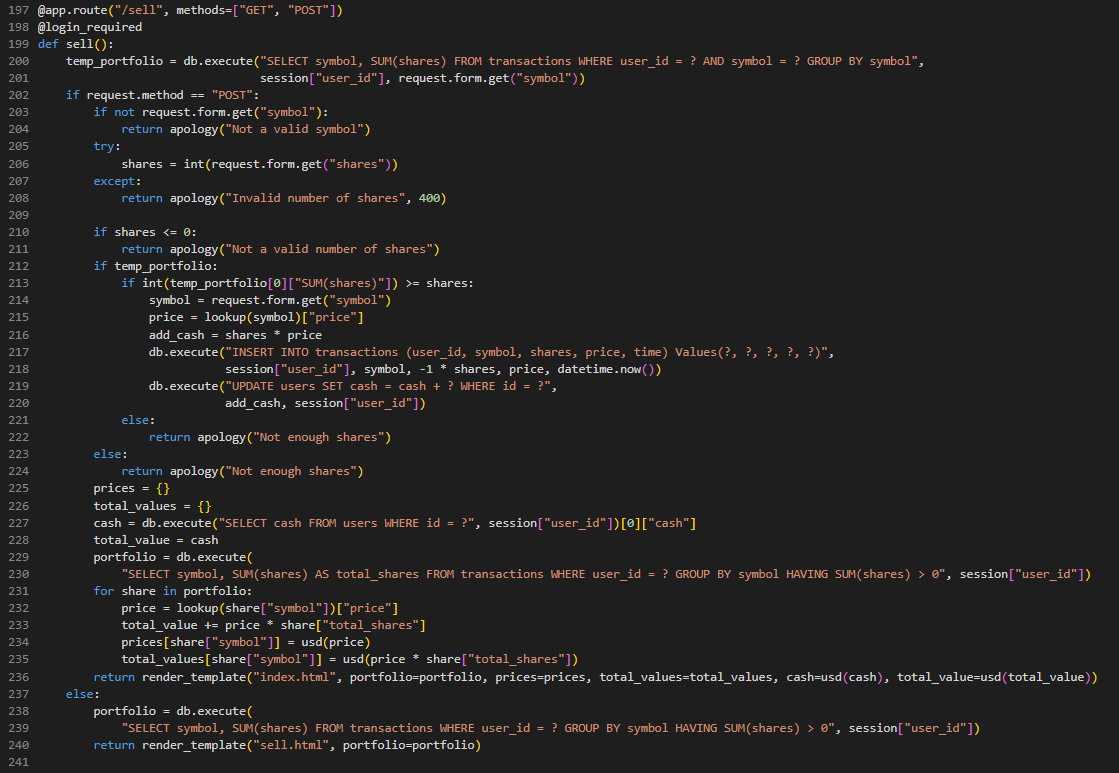 197 @app.route("/sell", methods=["GET", "POST"])
198 @login_required
199 def sell():
200     temp_portfolio = db.execute("SELECT symbol, SUM(shares) FROM transactions WHERE user_id = ? AND symbol = ? GROUP BY symbol",
201                                 session["user_id"], request.form.get("symbol"))
202     if request.method == "POST":
203         if not request.form.get("symbol"):
204             return apology("Not a valid symbol")
205         try:
206             shares = int(request.form.get("shares"))
207         except:
208             return apology("Invalid number of shares", 400)
209
210         if shares <= 0:
211             return apology("Not a valid number of shares")
212         if temp_portfolio:
213             if int(temp_portfolio[0]["SUM(shares)"]) >= shares:
214                 symbol = request.form.get("symbol")
215                 price = lookup(symbol)["price"]
216                 add_cash = shares * price
217                 db.execute("INSERT INTO transactions (user_id, symbol, shares, price, time) Values(?, ?, ?, ?, ?)",
218                            session["user_id"], symbol, -1 * shares, price, datetime.now())
219                 db.execute("UPDATE users SET cash = cash + ? WHERE id = ?",
220                            add_cash, session["user_id"])
221             else:
222                 return apology("Not enough shares")
223         else:
224             return apology("Not enough shares")
225         prices = {}
226         total_values = {}
227         cash = db.execute("SELECT cash FROM users WHERE id = ?", session["user_id"])[0]["cash"]
228         total_value = cash
229         portfolio = db.execute(
230             "SELECT symbol, SUM(shares) AS total_shares FROM transactions WHERE user_id = ? GROUP BY symbol HAVING SUM(shares) > 0", session["user_id"])
231         for share in portfolio:
232             price = lookup(share["symbol"])["price"]
233             total_value += price * share["total_shares"]
234             prices[share["symbol"]] = usd(price)
235             total_values[share["symbol"]] = usd(price * share["total_shares"])
236         return render_template("index.html", portfolio=portfolio, prices=prices, total_values=total_values, cash=usd(cash), total_value=usd(total_value))
237     else:
238         portfolio = db.execute(
239             "SELECT symbol, SUM(shares) FROM transactions WHERE user_id = ? GROUP BY symbol HAVING SUM(shares) > 0", session["user_id"])
240         return render_template("sell.html", portfolio=portfolio)
241